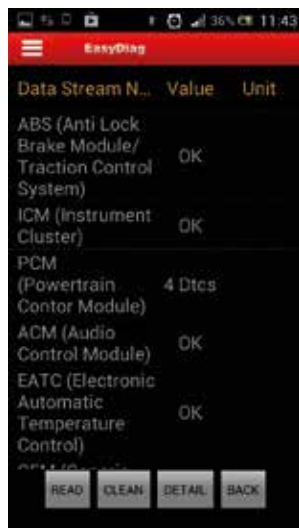 36% 11:43
EasyDiag
Data Stream N... Value Unit
ABS (Anti Lock
Brake Module/
Traction Control
System)
OK
ICM (Instrument
Cluster)
OK
PCM
(Powertrain
Contor Module)
4 Dtcs
ACM (Audio
Control Module)
OK
EATC (Electronic
Automatic
Temperature
Control)
OK
READ CLEAN DETAIL BACK